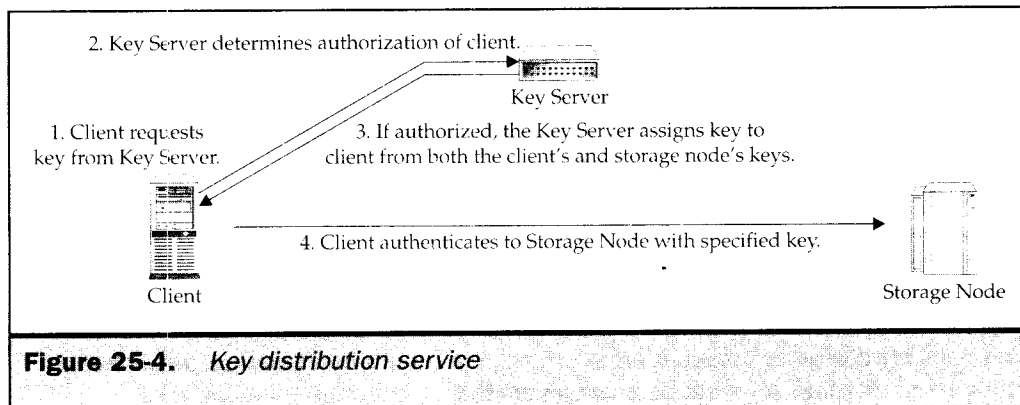 2. Key Server determines authorization of client.
Key Server
1. Client requests
key from Key Server.
3. If authorized, the Key Server assigns key to
client from both the client's and storage node's keys.
4. Client authenticates to Storage Node with specified key.
Client
Storage Node
Figure 25-4. Key distribution service